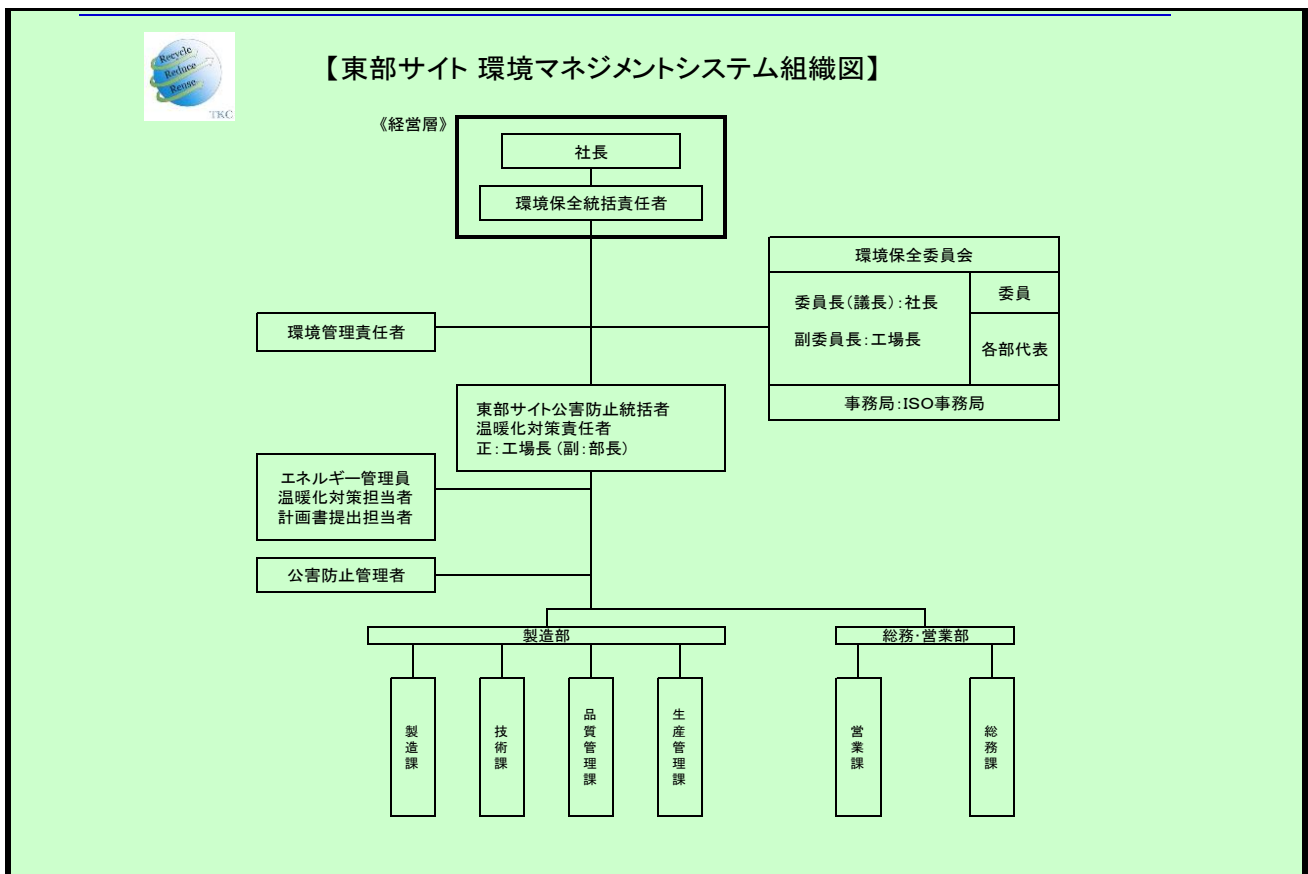 Recycle
Reduce
Reuse
TKC
【東部サイト 環境マネジメントシステム組織図】
《経営層》
社長
環境保全統括責任者
環境保全委員会
委員長(議長):社長
副委員長:工場長
委員
各部代表
事務局:ISO事務局
環境管理責任者
東部サイト公害防止統括者
温暖化対策責任者
正:工場長(副:部長)
エネルギー管理員
温暖化対策担当者
計画書提出担当者
公害防止管理者
製造部
総務・営業部
製造課
技術課
品質管理課
生産管理課
営業課
総務課